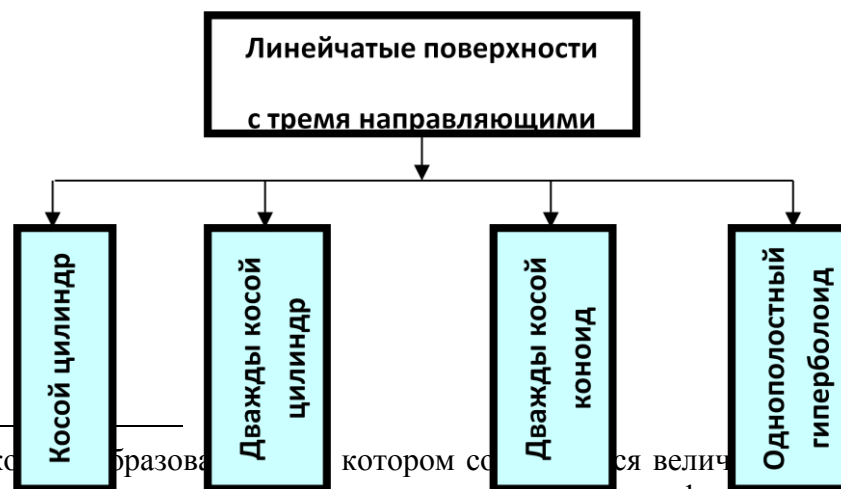 Линейчатые поверхности
с тремя направляющими
Косой цилиндр
Дважды косой
цилиндр
Дважды косой
коноид
Однополостный
гиперболоид
котором